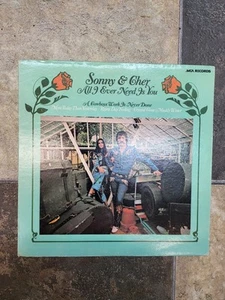 MCA RECORDS
Sonny & Cher
All I Ever Need Is You
A Cowboys Work Is Never Done